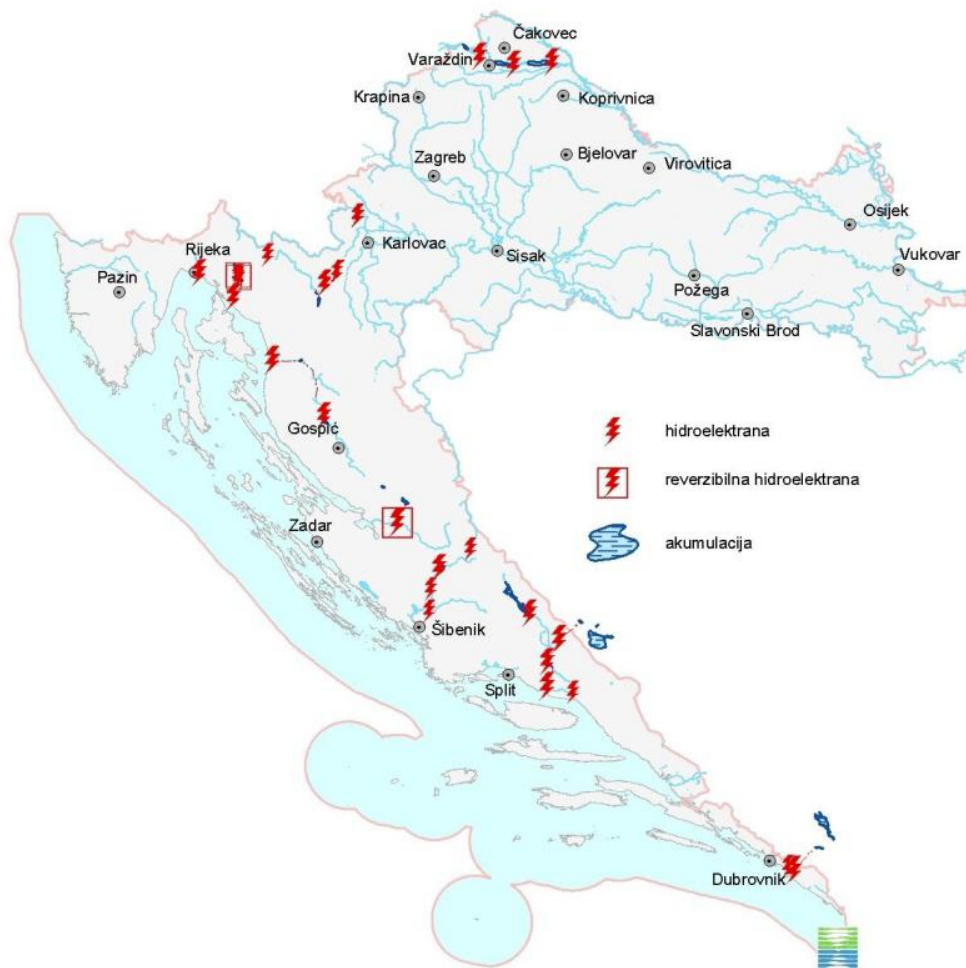 Čakovec
Varaždin
Krapina
Koprivnica
Bjelovar
Zagreb
Virovitica
Osijek
Rijeka
Karlovac
Sisak
Vukovar
Pazin
Požega
Slavonski Brod
Gospić
hidroelektrana
reverzibilna hidroelektrana
Zadar
akumulacija
Šibenik
Split
Dubrovnik